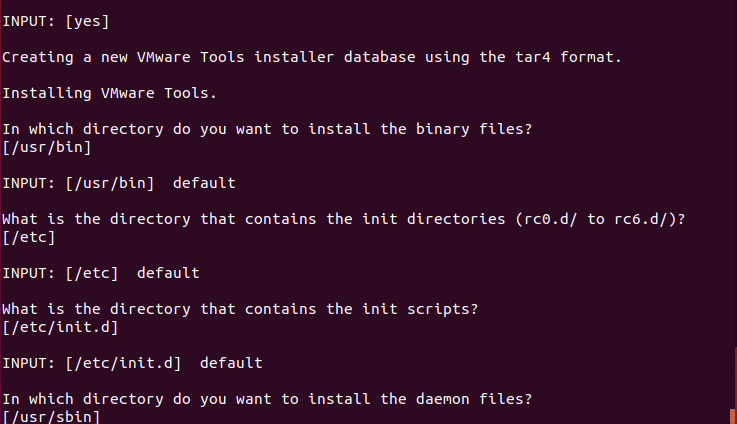 INPUT: [yes]
Creating a new VMware Tools installer database using the tar4 format.
Installing VMware Tools.
In which directory do you want to install the binary files?
[/usr/bin]
INPUT: [/usr/bin]  default
What is the directory that contains the init directories (rc0.d/ to rc6.d/)?
[/etc]
INPUT: [/etc]  default
What is the directory that contains the init scripts?
[/etc/init.d]
INPUT: [/etc/init.d]  default
In which directory do you want to install the daemon files?
[/usr/sbin]